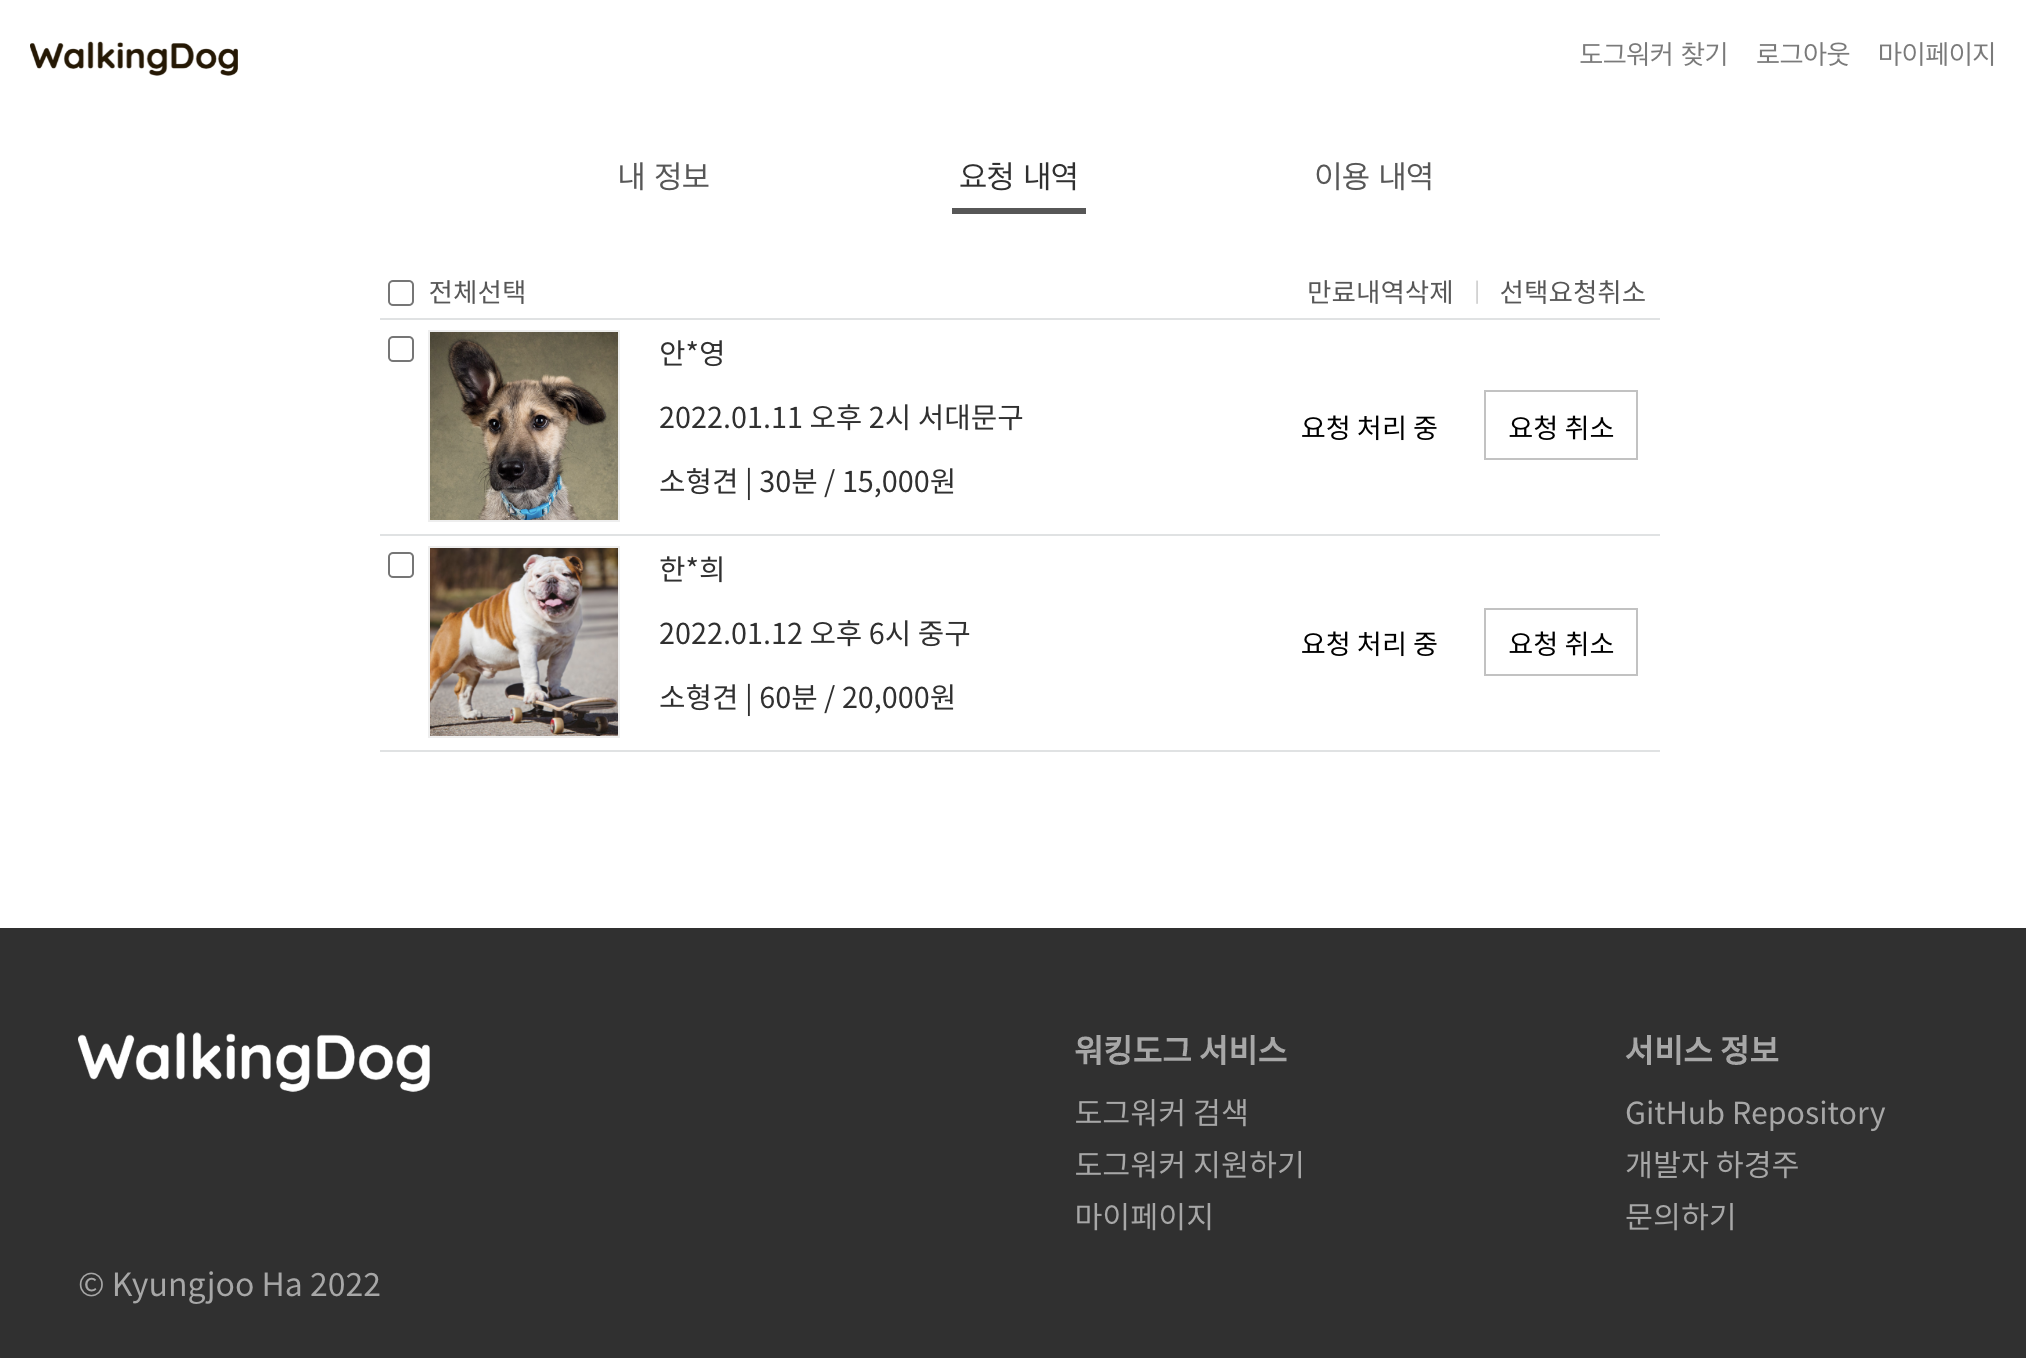 WalkingDog
도그워커 찾기 로그아웃 마이페이지
내 정보 요청 내역 이용 내역
전체선택 만료내역삭제 | 선택요청취소
안*영
2022.01.11 오후 2시 서대문구
소형견 | 30분 / 15,000원
요청 처리 중 요청 취소
한*희
2022.01.12 오후 6시 중구
소형견 | 60분 / 20,000원
요청 처리 중 요청 취소
WalkingDog
워킹도그 서비스
도그워커 검색
도그워커 지원하기
마이페이지
서비스 정보
GitHub Repository
개발자 하경주
문의하기
© Kyungjoo Ha 2022